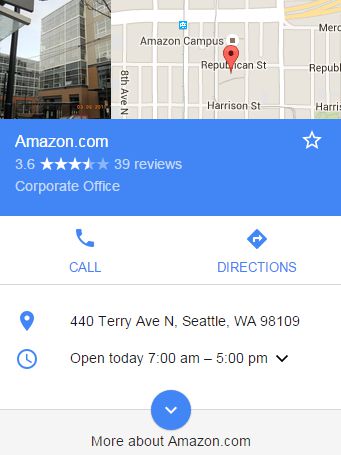 Amazon Campus
Republican St
Merc
8th Ave N
Harrison St
Amazon.com
3.6 39 reviews
Corporate Office
CALL DIRECTIONS
440 Terry Ave N, Seattle, WA 98109
Open today 7:00 am – 5:00 pm
More about Amazon.com